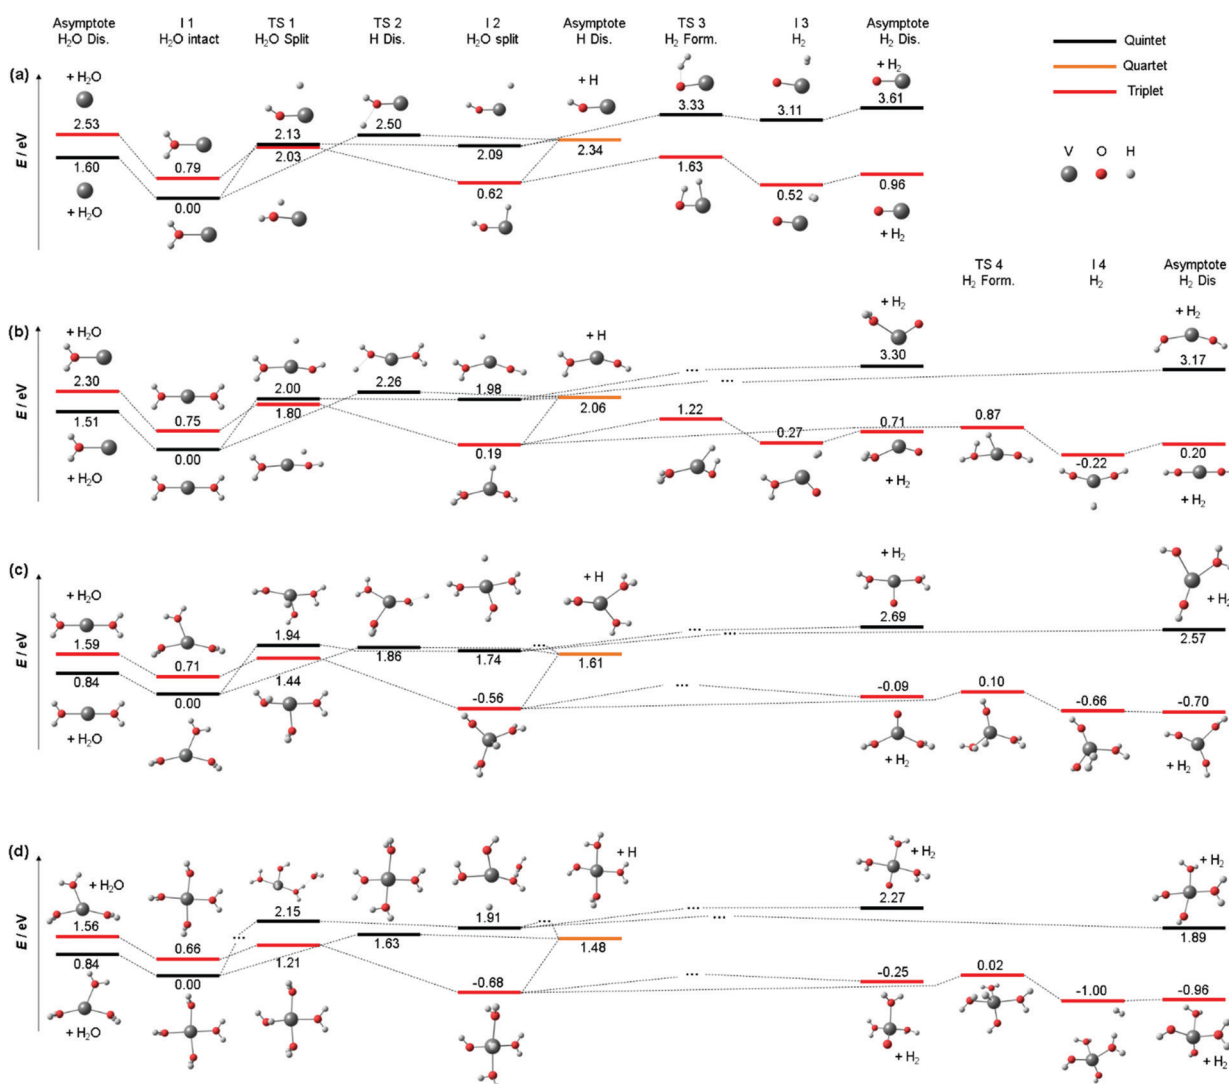 Asymptote I 1 TS 1 TS 2 I 2 Asymptote TS 3 I 3 Asymptote
H₂O Dis. H₂O intact H₂O Split H Dis. H₂O split H Dis. H₂ Form. H₂ H₂ Dis.
Quintet
Quartet
Triplet
V O H
(a)
E / eV
+ H₂O
2.53
1.60
+ H₂O
0.79
0.00
2.13
2.03
2.50
2.09
0.62
+ H
2.34
3.33
1.63
3.11
0.52
+ H₂
3.61
0.96
+ H₂
TS 4 I 4 Asymptote
H₂ Form. H₂ H₂ Dis
(b)
E / eV
+ H₂O
2.30
1.51
+ H₂O
0.75
0.00
2.00
1.80
2.26
1.98
0.19
+ H
2.06
...
...
1.22
0.27
+ H₂
3.30
0.71
+ H₂
0.87
-0.22
+ H₂
3.17
0.20
+ H₂
(c)
E / eV
+ H₂O
1.59
0.84
+ H₂O
0.71
0.00
1.94
1.44
1.86
1.74
-0.56
...
+ H
1.61
...
...
...
+ H₂
2.69
-0.09
+ H₂
0.10
-0.66
+ H₂
2.57
-0.70
+ H₂
(d)
E / eV
+ H₂O
1.56
0.84
+ H₂O
0.66
0.00
...
2.15
1.21
1.63
1.91
-0.68
...
+ H
1.48
...
...
...
+ H₂
2.27
-0.25
+ H₂
0.02
-1.00
+ H₂
1.89
-0.96
+ H₂